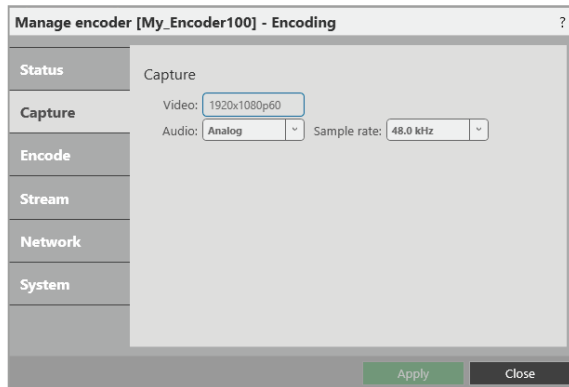 Manage encoder [My_Encoder100] - Encoding ?
Status
Capture
Encode
Stream
Network
System
Capture
Video: 1920x1080p60
Audio: Analog Sample rate: 48.0 kHz
Apply Close